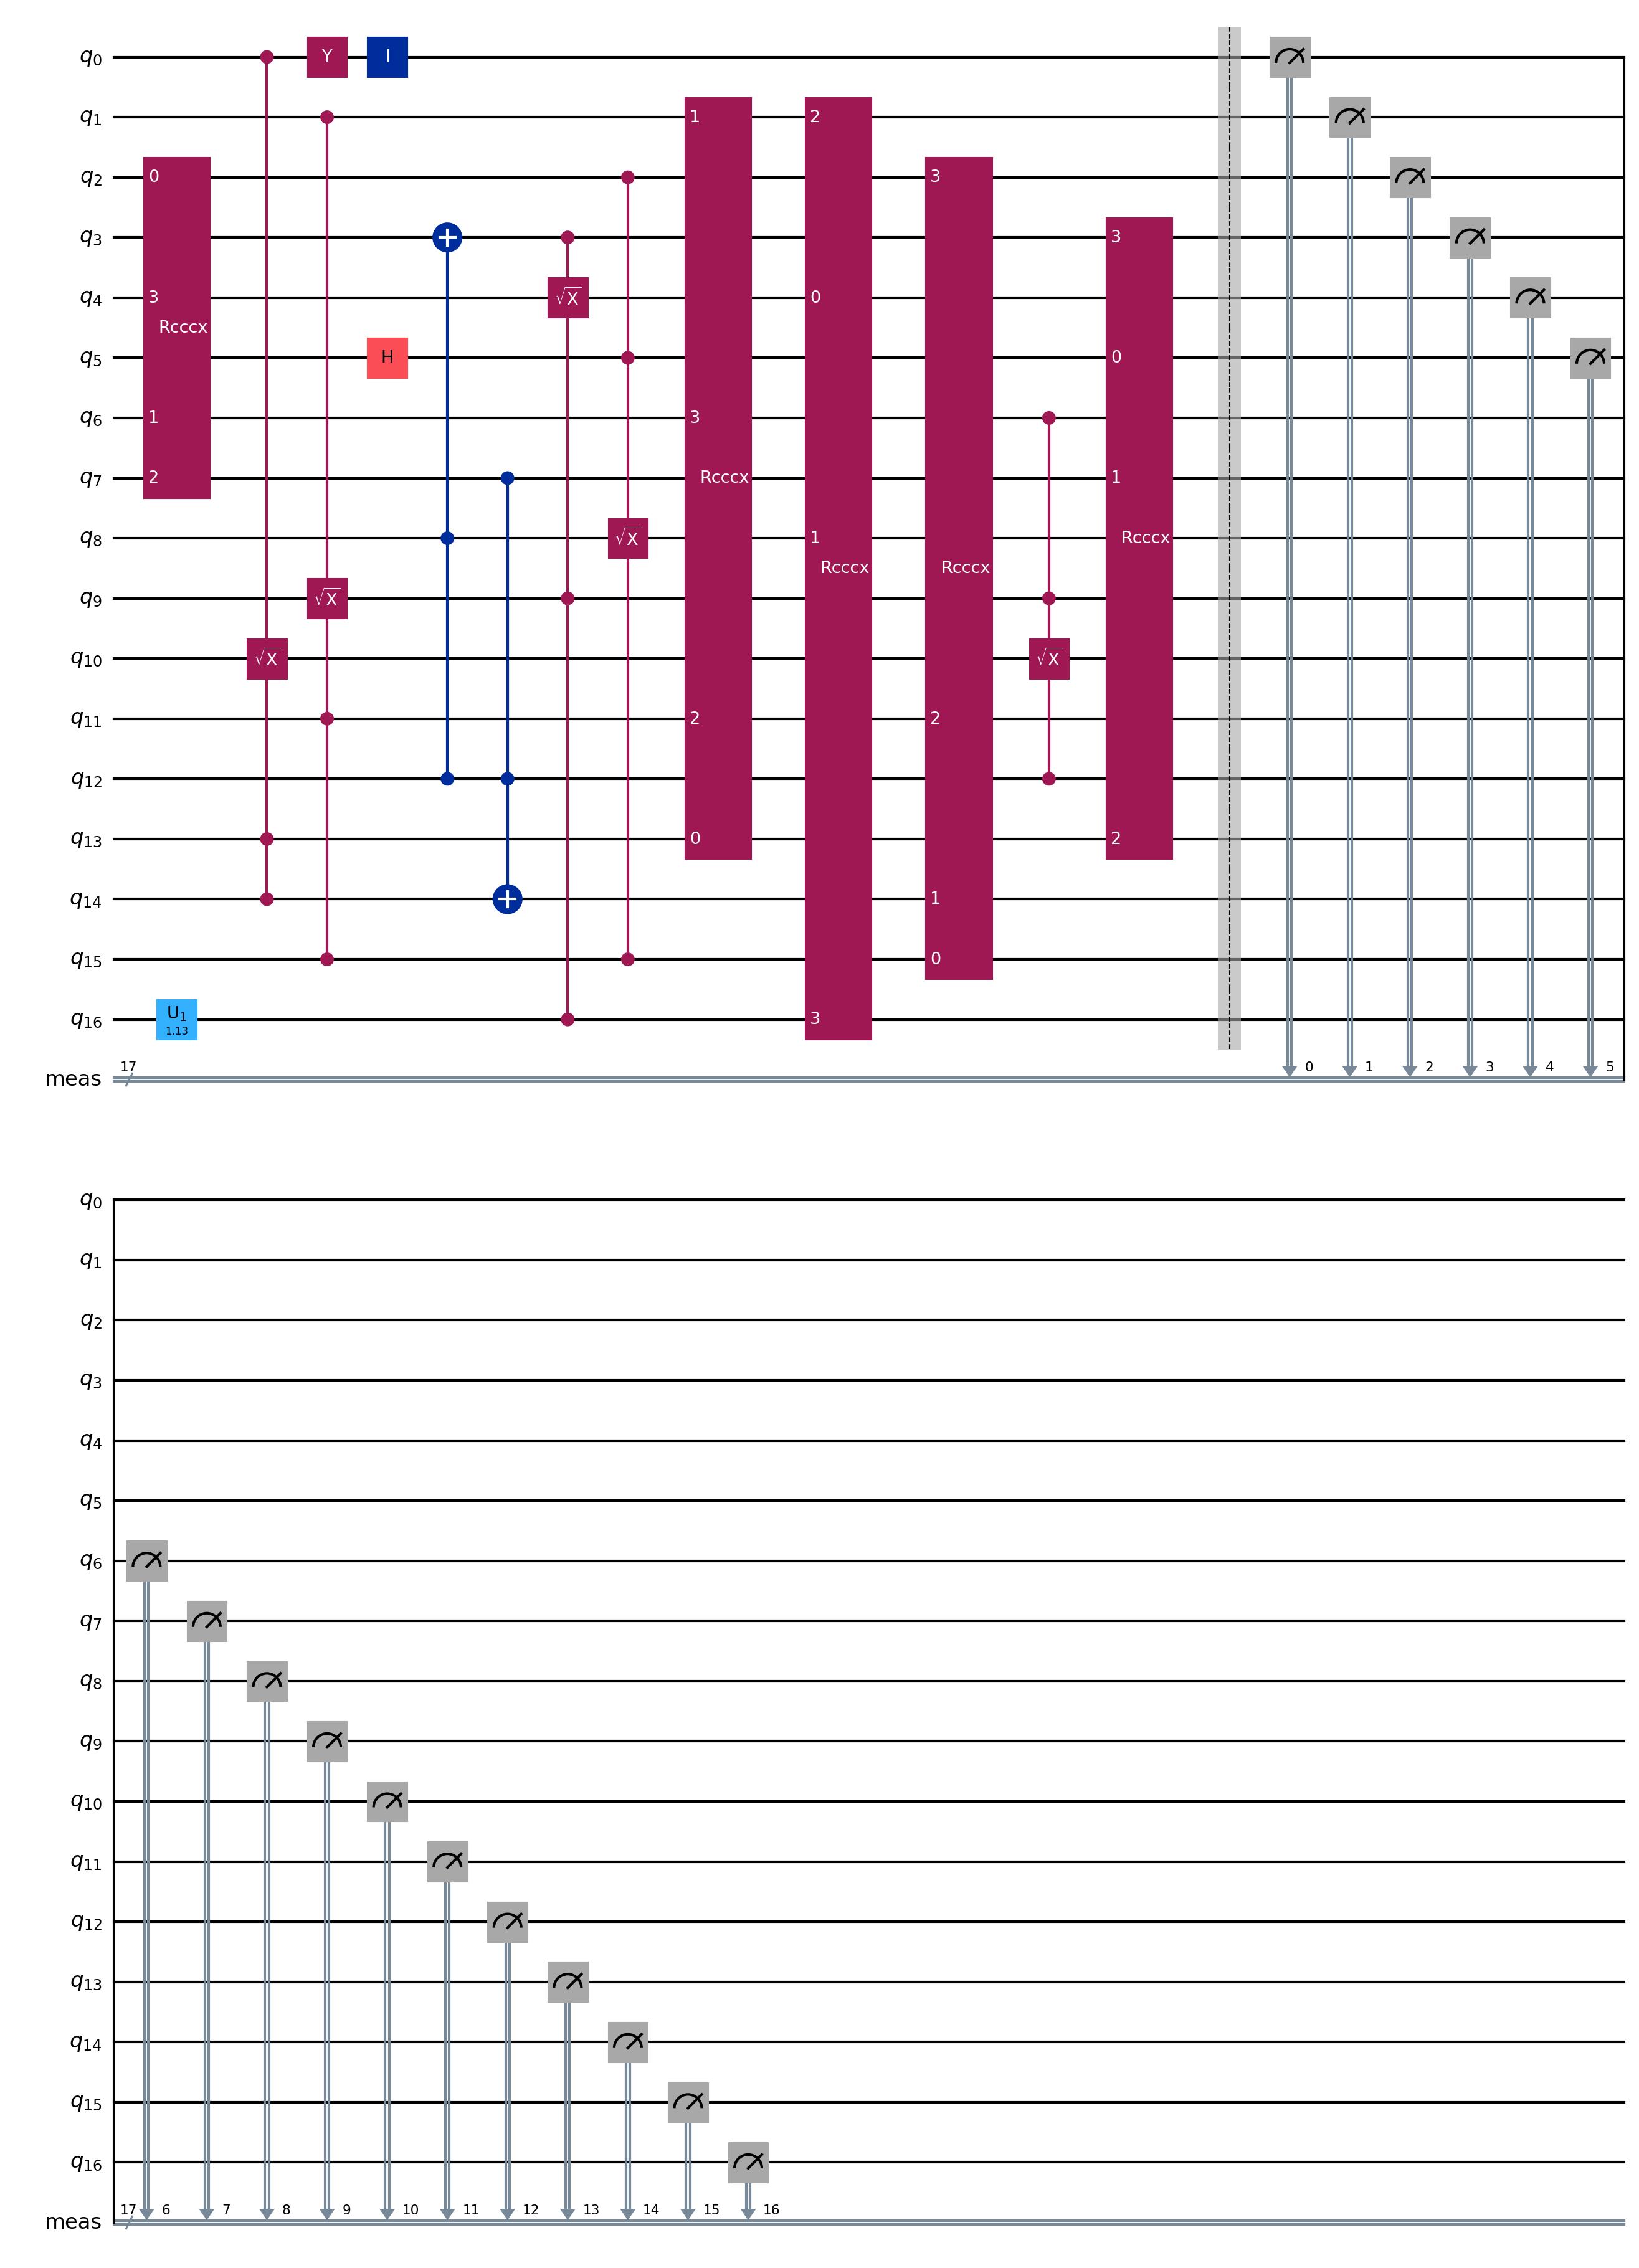 q0 Y I
q1 1 2
q2 0 3
q3 3
q4 3 √X 0
Rcccx
q5 H 0
q6 1 3
q7 2 Rcccx 1
q8 √X 1 Rcccx
Rcccx Rcccx
q9 √X
q10 √X √X
q11 2 2
q12
q13 0 2
q14 1
q15 0
q16 U1 3
1.13
meas 17 0 1 2 3 4 5
q0
q1
q2
q3
q4
q5
q6
q7
q8
q9
q10
q11
q12
q13
q14
q15
q16
meas 17 6 7 8 9 10 11 12 13 14 15 16